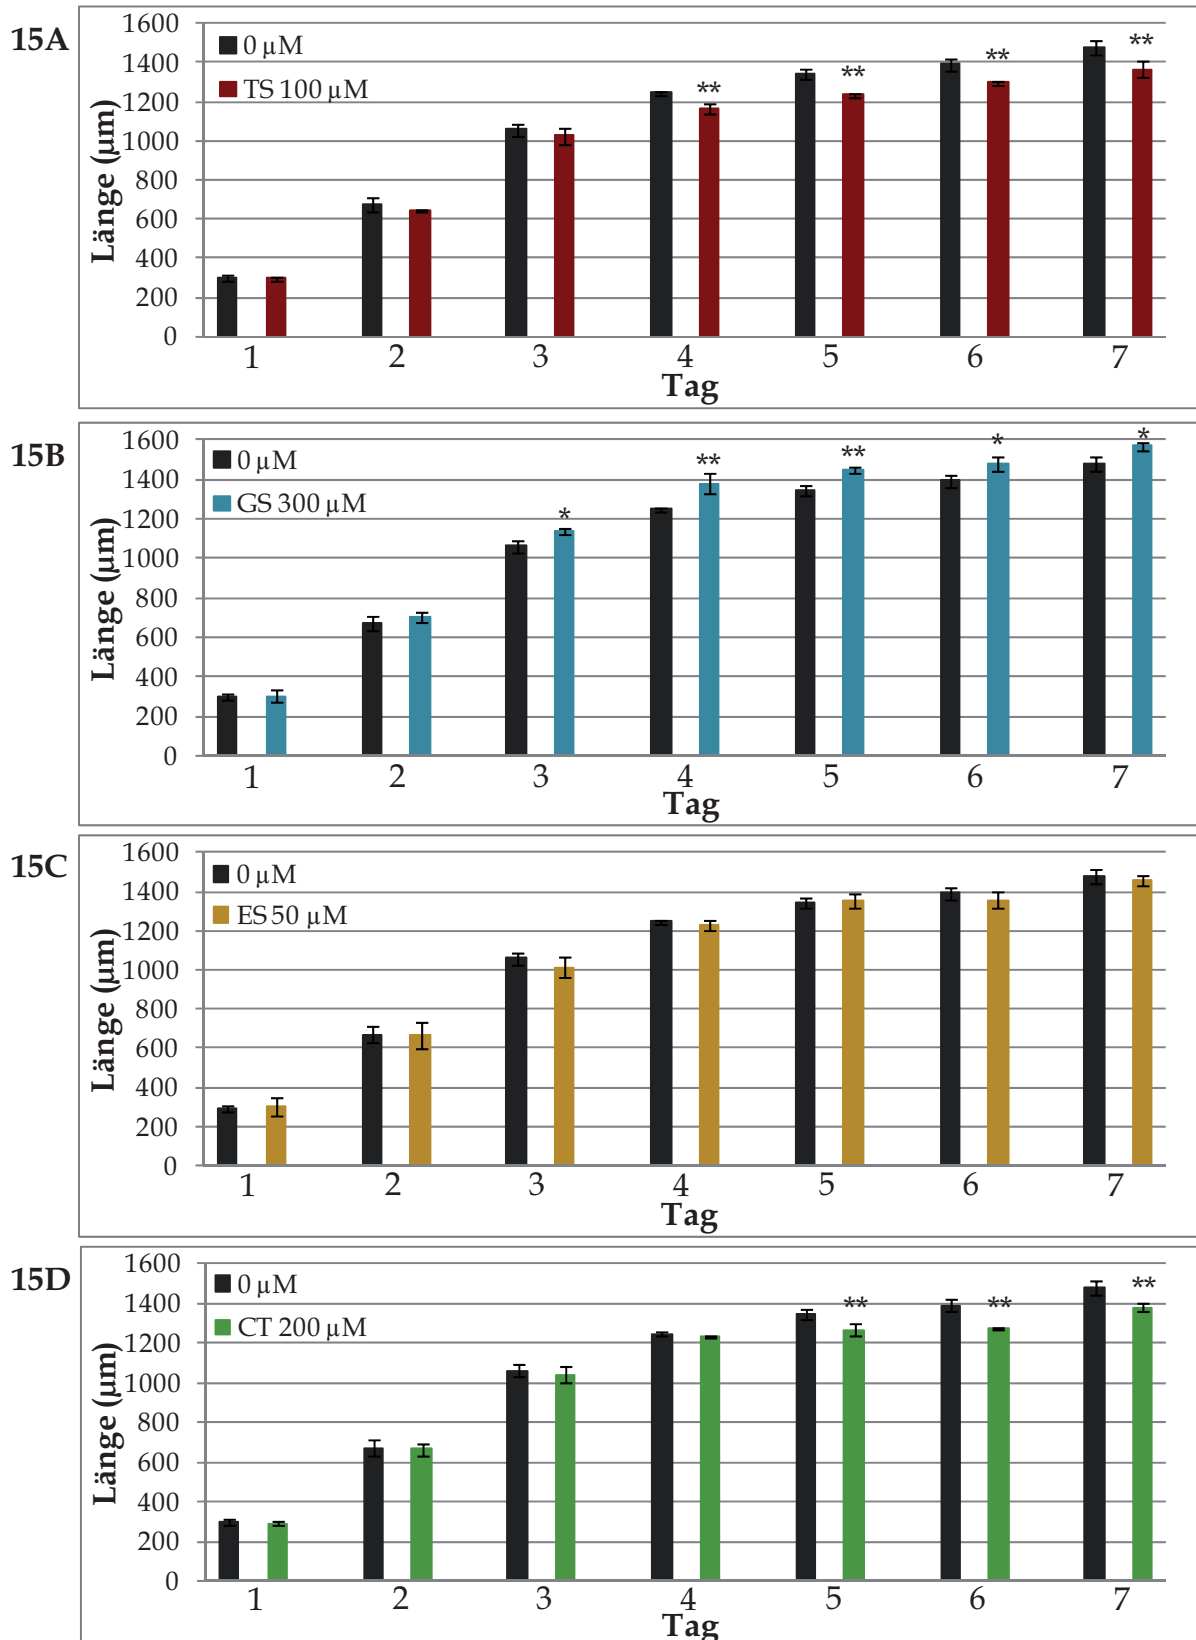 15A
1600
1400
1200
1000
800
600
400
200
0
Länge (µm)
0 µM
TS 100 µM
** ** ** **
1 2 3 4 5 6 7
Tag
15B
1600
1400
1200
1000
800
600
400
200
0
Länge (µm)
0 µM
GS 300 µM
* ** ** * *
1 2 3 4 5 6 7
Tag
15C
1600
1400
1200
1000
800
600
400
200
0
Länge (µm)
0 µM
ES 50 µM
1 2 3 4 5 6 7
Tag
15D
1600
1400
1200
1000
800
600
400
200
0
Länge (µm)
0 µM
CT 200 µM
** ** **
1 2 3 4 5 6 7
Tag